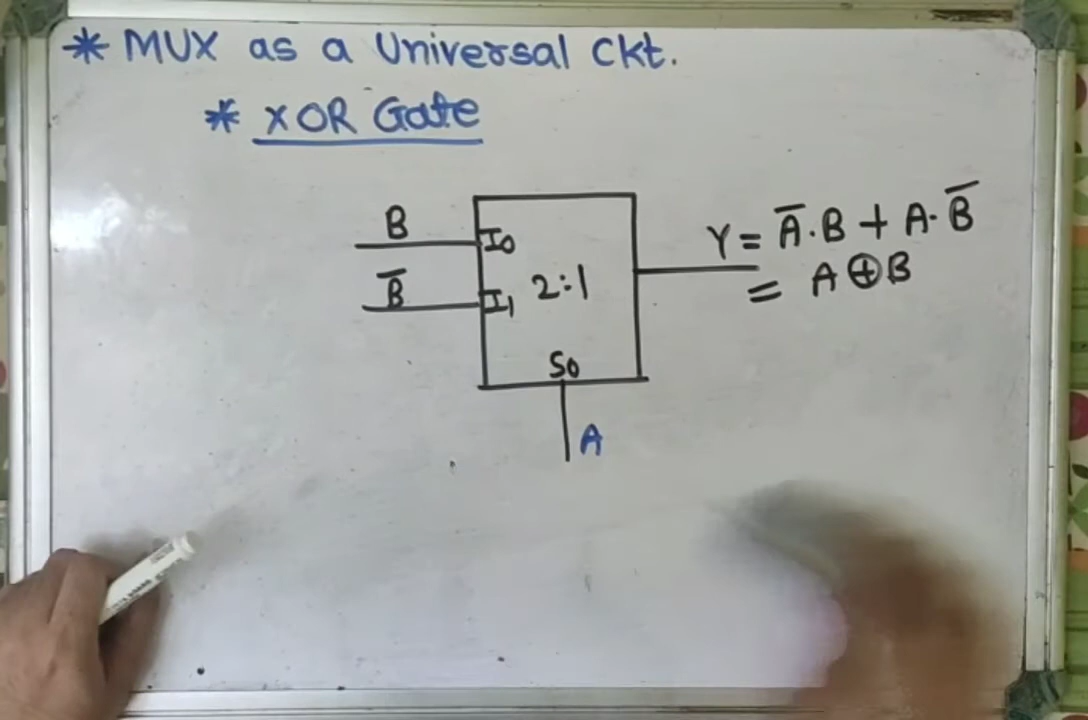 * MUX as a Universal Ckt.
* XOR Gate
B
I0
B̅
I1
2:1
S0
A
Y = A̅.B + A.B̅
= A ⊕ B